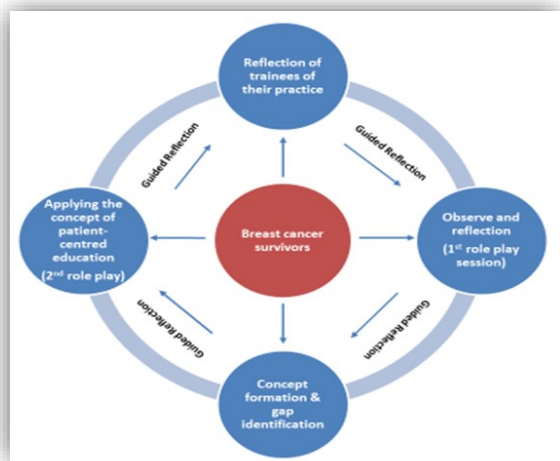 Reflection of
trainees of
their practice
Guided Reflection
Guided Reflection
Applying the
concept of
patient-
centred
education
(2nd role play)
Breast cancer
survivors
Observe and
reflection
(1st role play
session)
Guided Reflection
Guided Reflection
Concept
formation &
gap
identification